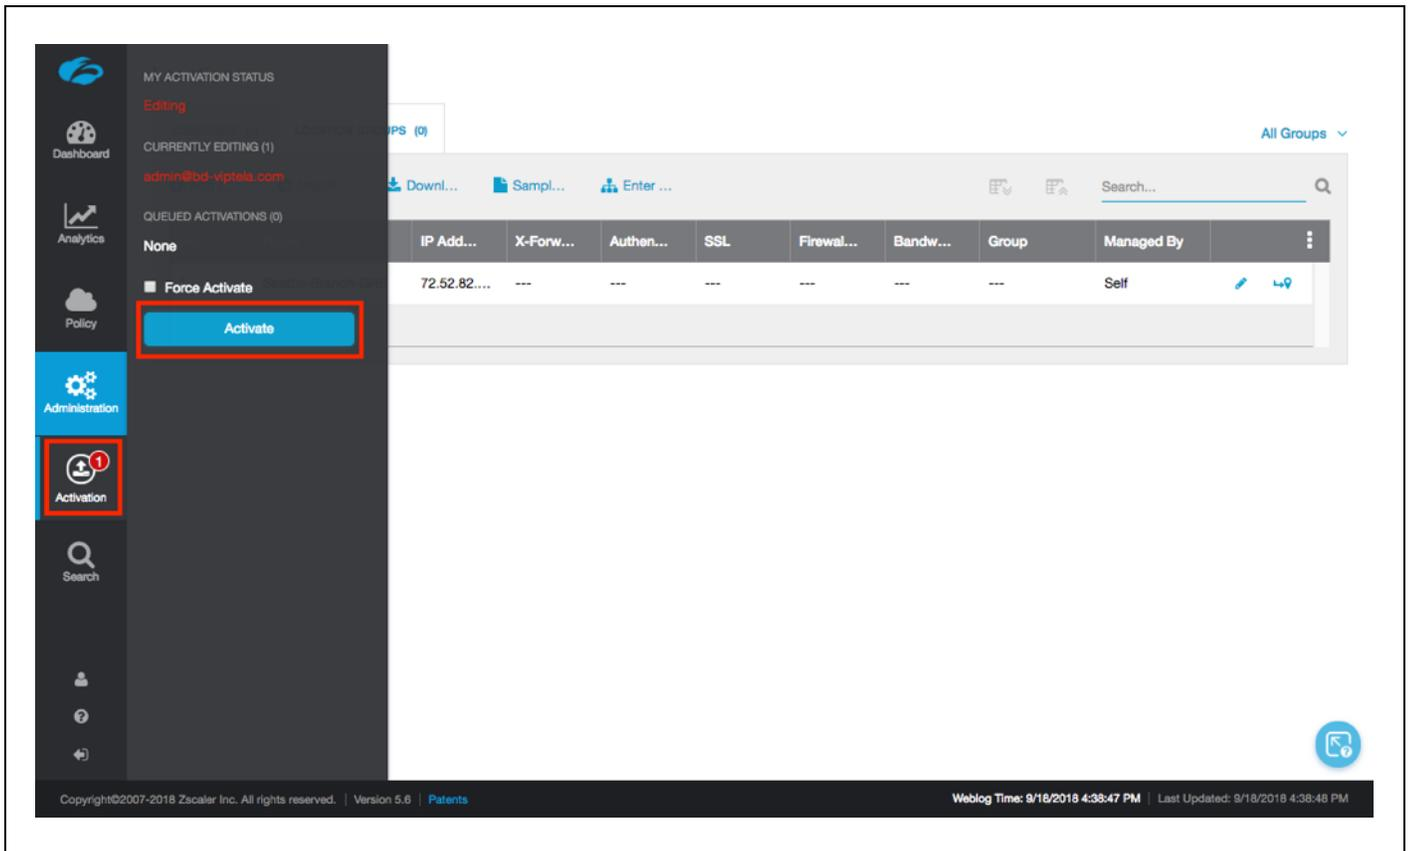 MY ACTIVATION STATUS
Editing
CURRENTLY EDITING (1)
admin@bd-viptela.com
QUEUED ACTIVATIONS (0)
None
Force Activate
Activate
Dashboard
Analytics
Policy
Administration
1
Activation
Search
LOCATION GROUPS (0)
All Groups
Downl...
Sampl...
Enter ...
Search...
IP Add... X-Forw... Authen... SSL Firewal... Bandw... Group Managed By
72.52.82.... --- --- --- --- --- --- Self
Copyright©2007-2018 Zscaler Inc. All rights reserved. | Version 5.6 | Patents
Weblog Time: 9/18/2018 4:38:47 PM | Last Updated: 9/18/2018 4:38:48 PM